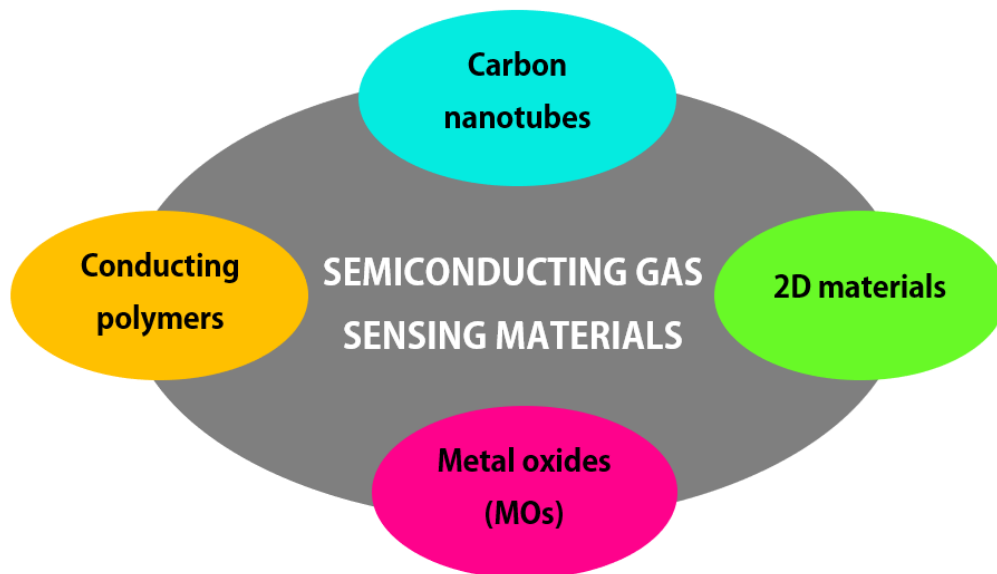 Carbon
nanotubes
Conducting
polymers
SEMICONDUCTING GAS
SENSING MATERIALS
2D materials
Metal oxides
(MOs)